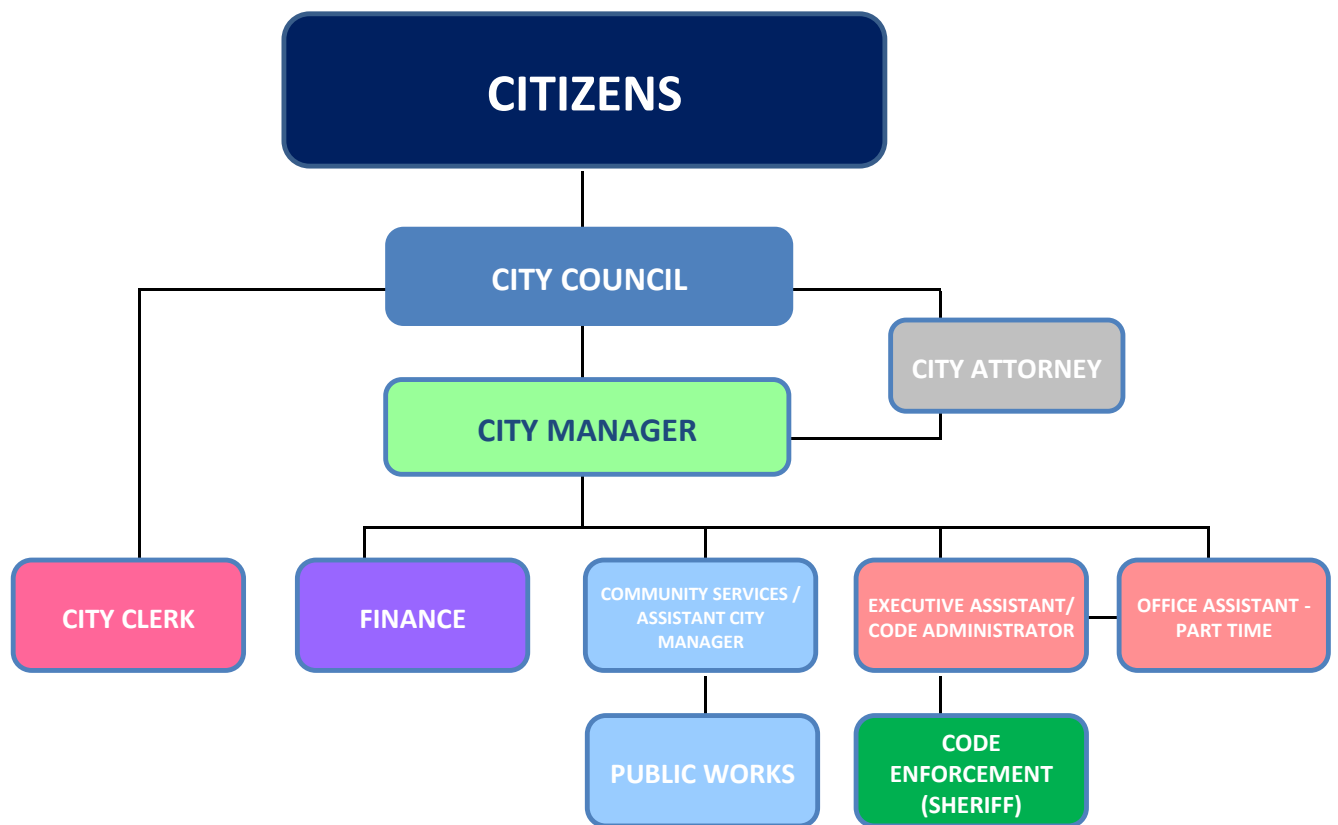 CITIZENS
CITY COUNCIL
CITY ATTORNEY
CITY MANAGER
CITY CLERK
FINANCE
COMMUNITY SERVICES /
ASSISTANT CITY
MANAGER
EXECUTIVE ASSISTANT/
CODE ADMINISTRATOR
OFFICE ASSISTANT -
PART TIME
PUBLIC WORKS
CODE
ENFORCEMENT
(SHERIFF)